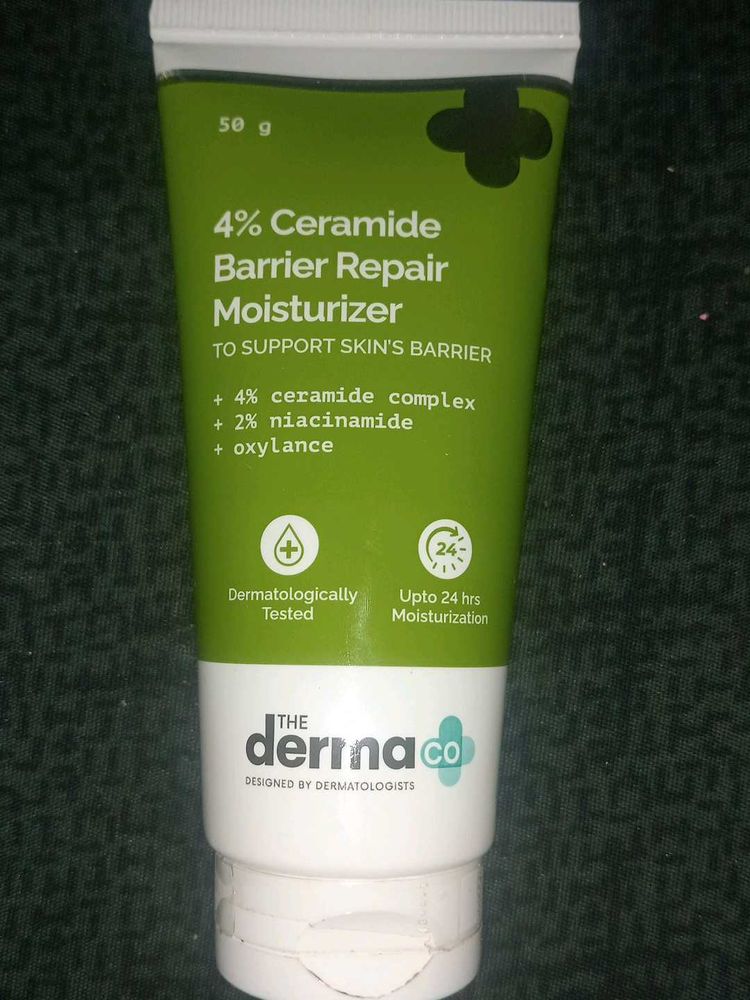 50 g
4% Ceramide
Barrier Repair
Moisturizer
TO SUPPORT SKIN'S BARRIER
+ 4% ceramide complex
+ 2% niacinamide
+ oxylance
Dermatologically
Tested
24
Upto 24 hrs
Moisturization
THE
derma co
DESIGNED BY DERMATOLOGISTS